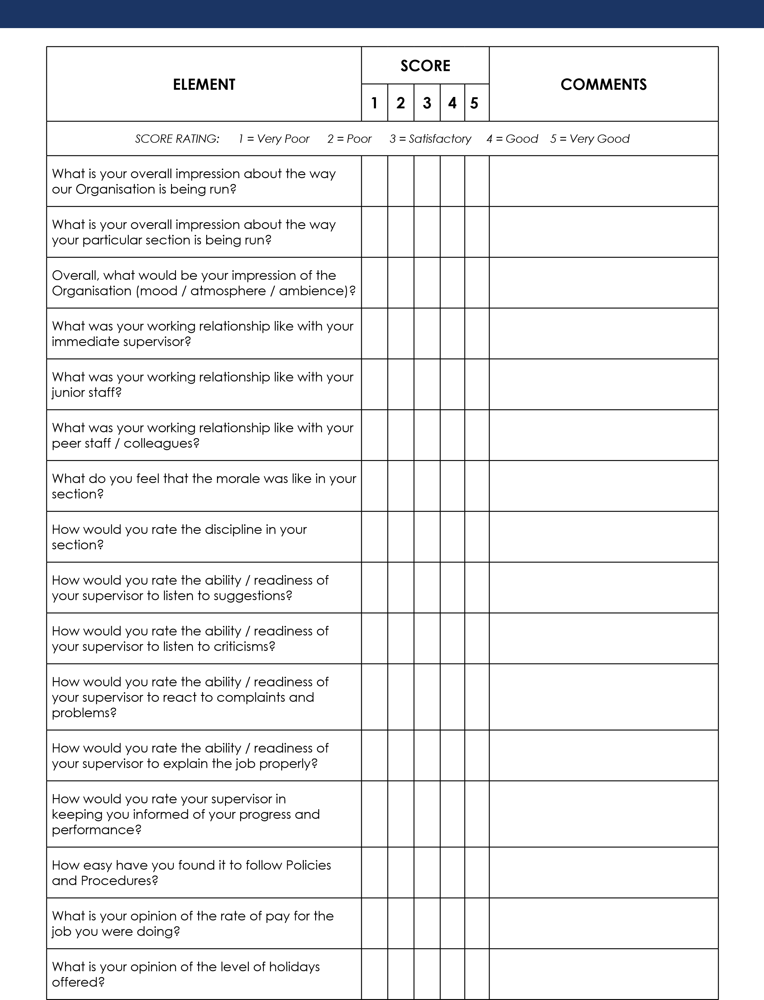 ELEMENT
SCORE
COMMENTS
1 2 3 4 5
SCORE RATING: 1 = Very Poor 2 = Poor 3 = Satisfactory 4 = Good 5 = Very Good
What is your overall impression about the way
our Organisation is being run?
What is your overall impression about the way
your particular section is being run?
Overall, what would be your impression of the
Organisation (mood / atmosphere / ambience)?
What was your working relationship like with your
immediate supervisor?
What was your working relationship like with your
junior staff?
What was your working relationship like with your
peer staff / colleagues?
What do you feel that the morale was like in your
section?
How would you rate the discipline in your
section?
How would you rate the ability / readiness of
your supervisor to listen to suggestions?
How would you rate the ability / readiness of
your supervisor to listen to criticisms?
How would you rate the ability / readiness of
your supervisor to react to complaints and
problems?
How would you rate the ability / readiness of
your supervisor to explain the job properly?
How would you rate your supervisor in
keeping you informed of your progress and
performance?
How easy have you found it to follow Policies
and Procedures?
What is your opinion of the rate of pay for the
job you were doing?
What is your opinion of the level of holidays
offered?